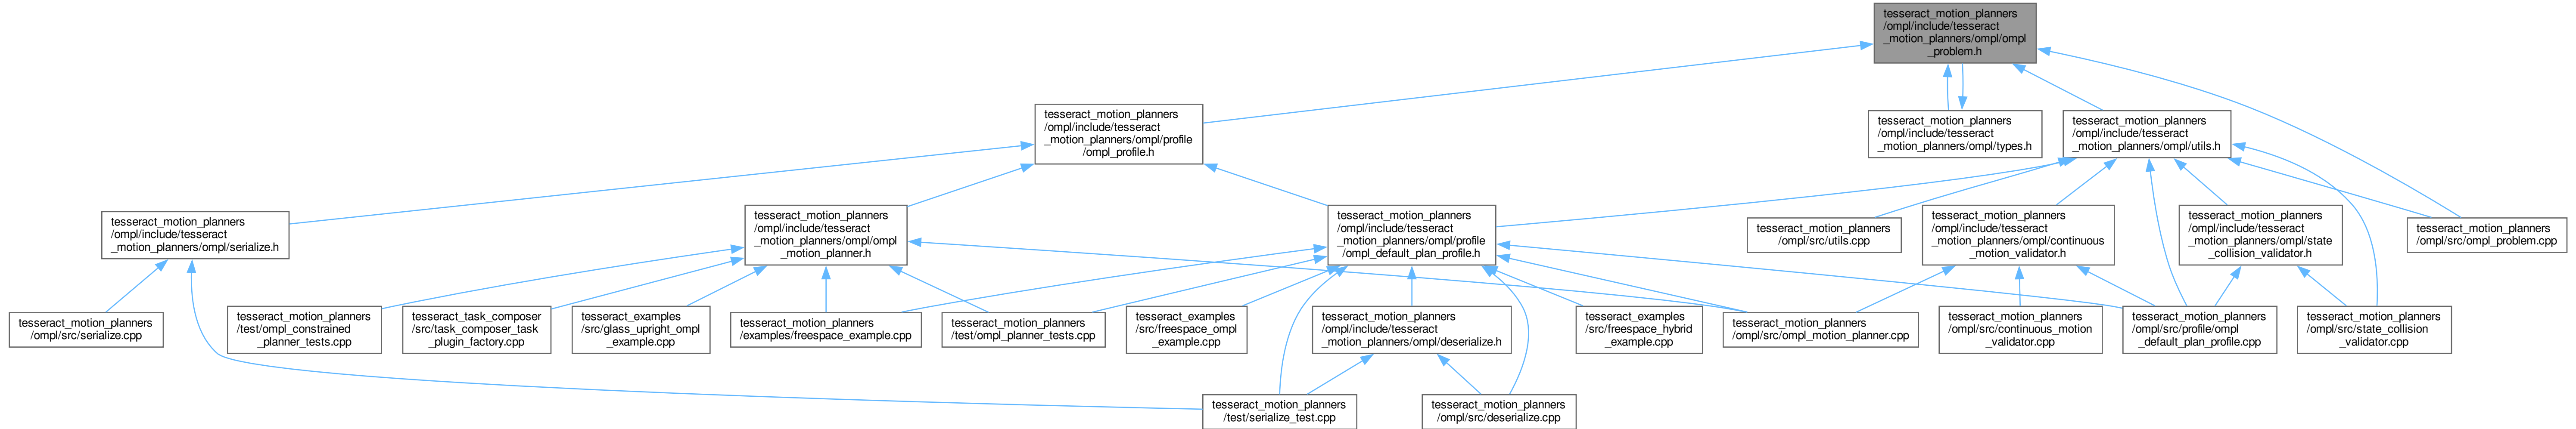 tesseract_motion_planners
/ompl/include/tesseract
_motion_planners/ompl/ompl
_problem.h
tesseract_motion_planners
/ompl/include/tesseract
_motion_planners/ompl/profile
/ompl_profile.h
tesseract_motion_planners
/ompl/include/tesseract
_motion_planners/ompl/types.h
tesseract_motion_planners
/ompl/include/tesseract
_motion_planners/ompl/utils.h
tesseract_motion_planners
/ompl/include/tesseract
_motion_planners/ompl/serialize.h
tesseract_motion_planners
/ompl/include/tesseract
_motion_planners/ompl/ompl
_motion_planner.h
tesseract_motion_planners
/ompl/include/tesseract
_motion_planners/ompl/profile
/ompl_default_plan_profile.h
tesseract_motion_planners
/ompl/src/utils.cpp
tesseract_motion_planners
/ompl/include/tesseract
_motion_planners/ompl/continuous
_motion_validator.h
tesseract_motion_planners
/ompl/include/tesseract
_motion_planners/ompl/state
_collision_validator.h
tesseract_motion_planners
/ompl/src/ompl_problem.cpp
tesseract_motion_planners
/ompl/src/serialize.cpp
tesseract_motion_planners
/test/ompl_constrained
_planner_tests.cpp
tesseract_task_composer
/src/task_composer_task
_plugin_factory.cpp
tesseract_examples
/src/glass_upright_ompl
_example.cpp
tesseract_motion_planners
/examples/freespace_example.cpp
tesseract_motion_planners
/test/ompl_planner_tests.cpp
tesseract_examples
/src/freespace_ompl
_example.cpp
tesseract_motion_planners
/ompl/include/tesseract
_motion_planners/ompl/deserialize.h
tesseract_examples
/src/freespace_hybrid
_example.cpp
tesseract_motion_planners
/ompl/src/ompl_motion_planner.cpp
tesseract_motion_planners
/ompl/src/continuous_motion
_validator.cpp
tesseract_motion_planners
/ompl/src/profile/ompl
_default_plan_profile.cpp
tesseract_motion_planners
/ompl/src/state_collision
_validator.cpp
tesseract_motion_planners
/test/serialize_test.cpp
tesseract_motion_planners
/ompl/src/deserialize.cpp